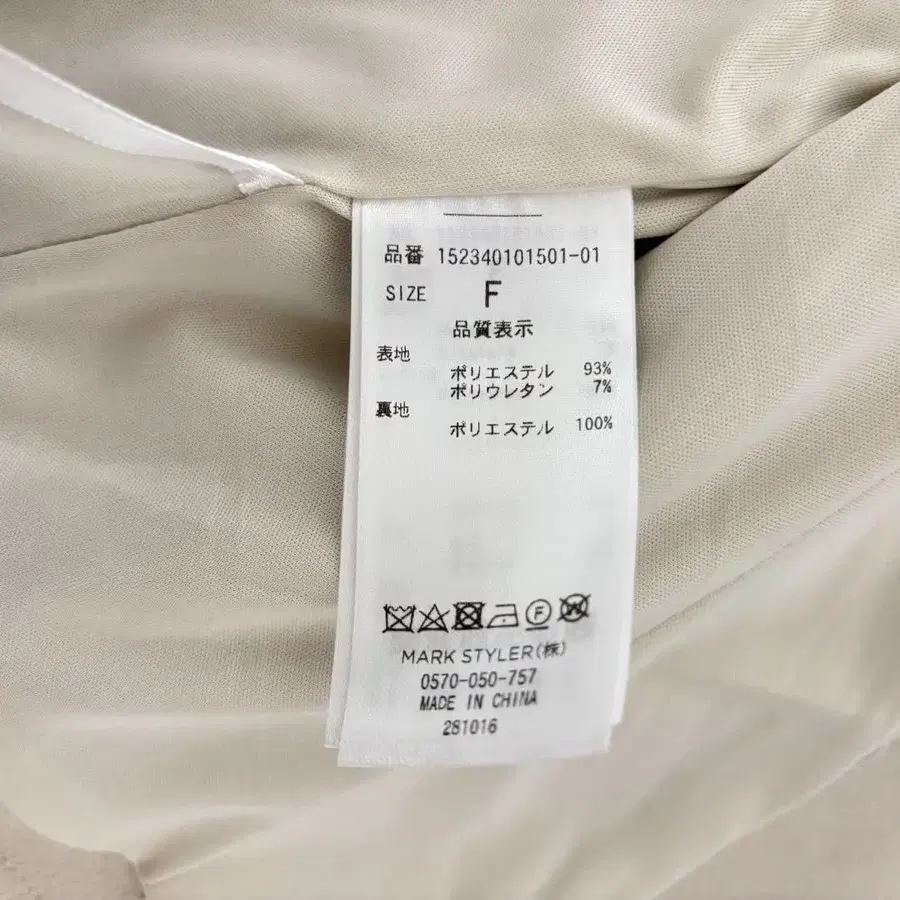 品番 152340101501-01
SIZE F
品質表示
表地
ポリエステル 93%
ポリウレタン 7%
裏地
ポリエステル 100%
F W
MARK STYLER(株)
0570-050-757
MADE IN CHINA
281016